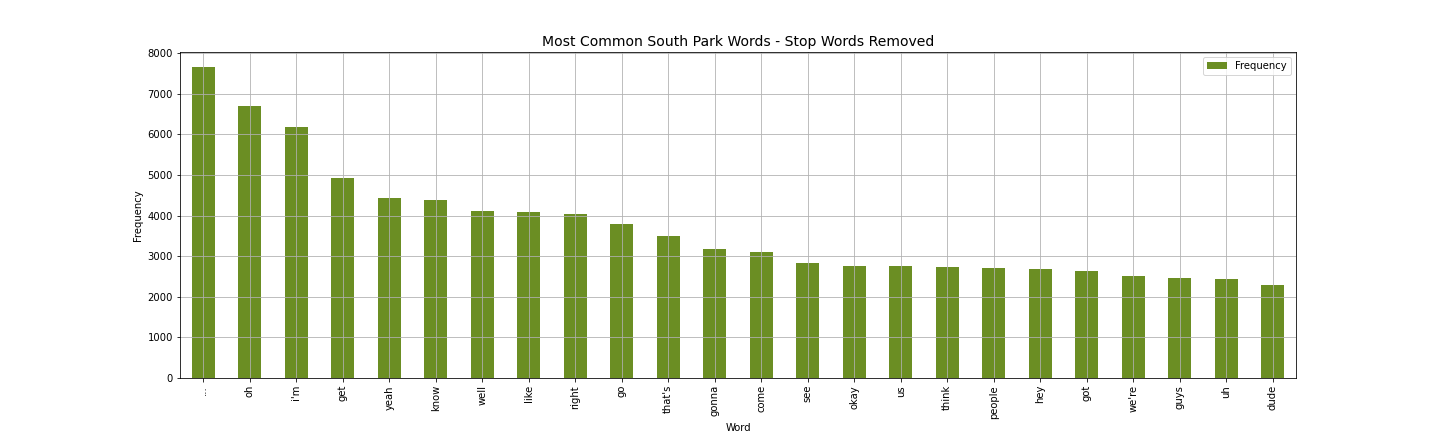 Most Common South Park Words - Stop Words Removed
Frequency
8000
7000
6000
5000
4000
3000
2000
1000
0
Frequency
...
oh
i'm
get
yeah
know
well
like
right
go
that's
gonna
come
see
okay
us
think
people
hey
got
we're
guys
uh
dude
Word